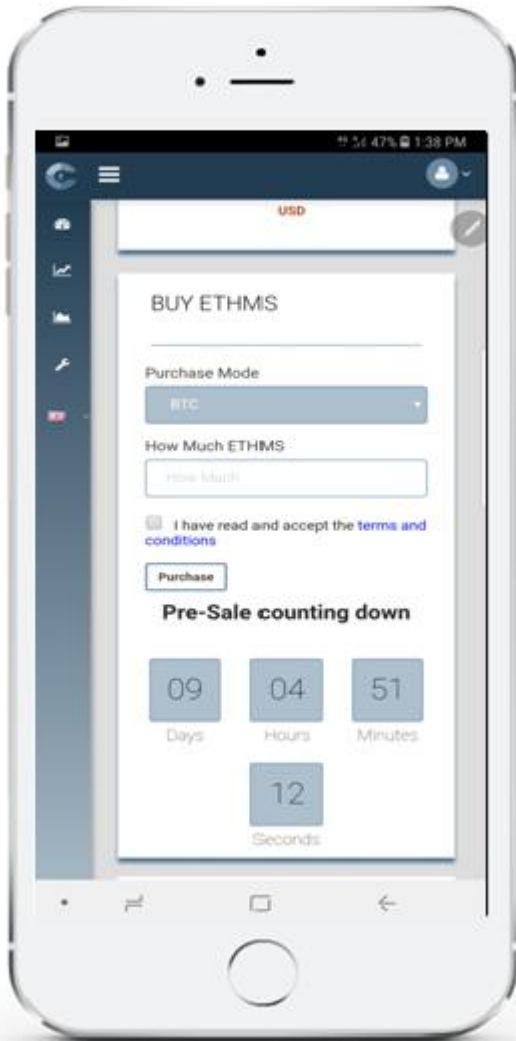 47% 1:38 PM
USD
BUY ETHMS
Purchase Mode
BTC
How Much ETHMS
How Much
I have read and accept the terms and
conditions
Purchase
Pre-Sale counting down
09 04 51
Days Hours Minutes
12
Seconds